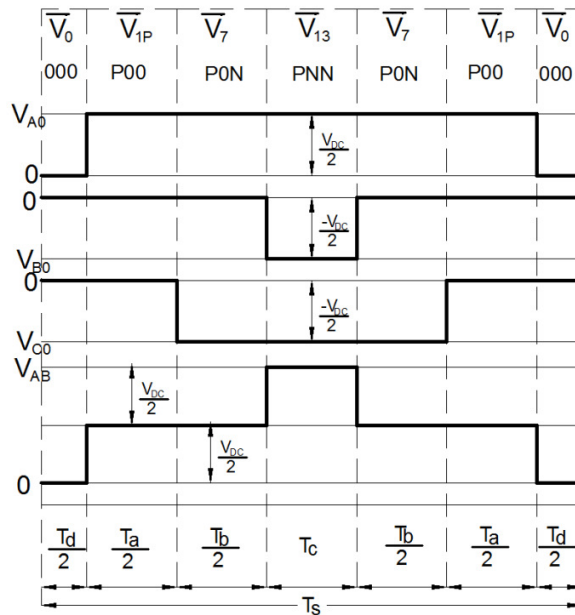 V̅0 V̅1P V̅7 V̅13 V̅7 V̅1P V̅0
000 P00 P0N PNN P0N P00 000
VA0
VDC/2
0
0
-VDC/2
VB0
0
-VDC/2
VC0
VAB
VDC/2
VDC/2
0
Td/2 Ta/2 Tb/2 Tc Tb/2 Ta/2 Td/2
Ts